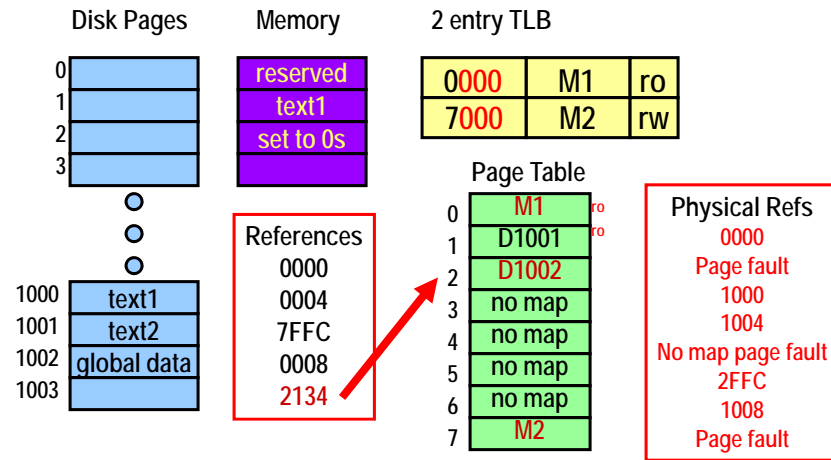 Disk Pages
0
1
2
3
1000 text1
1001 text2
1002 global data
1003
Memory
reserved
text1
set to 0s
2 entry TLB
0000 M1 ro
7000 M2 rw
References
0000
0004
7FFC
0008
2134
Page Table
0 M1 ro
1 D1001 ro
2 D1002
3 no map
4 no map
5 no map
6 no map
7 M2
Physical Refs
0000
Page fault
1000
1004
No map page fault
2FFC
1008
Page fault